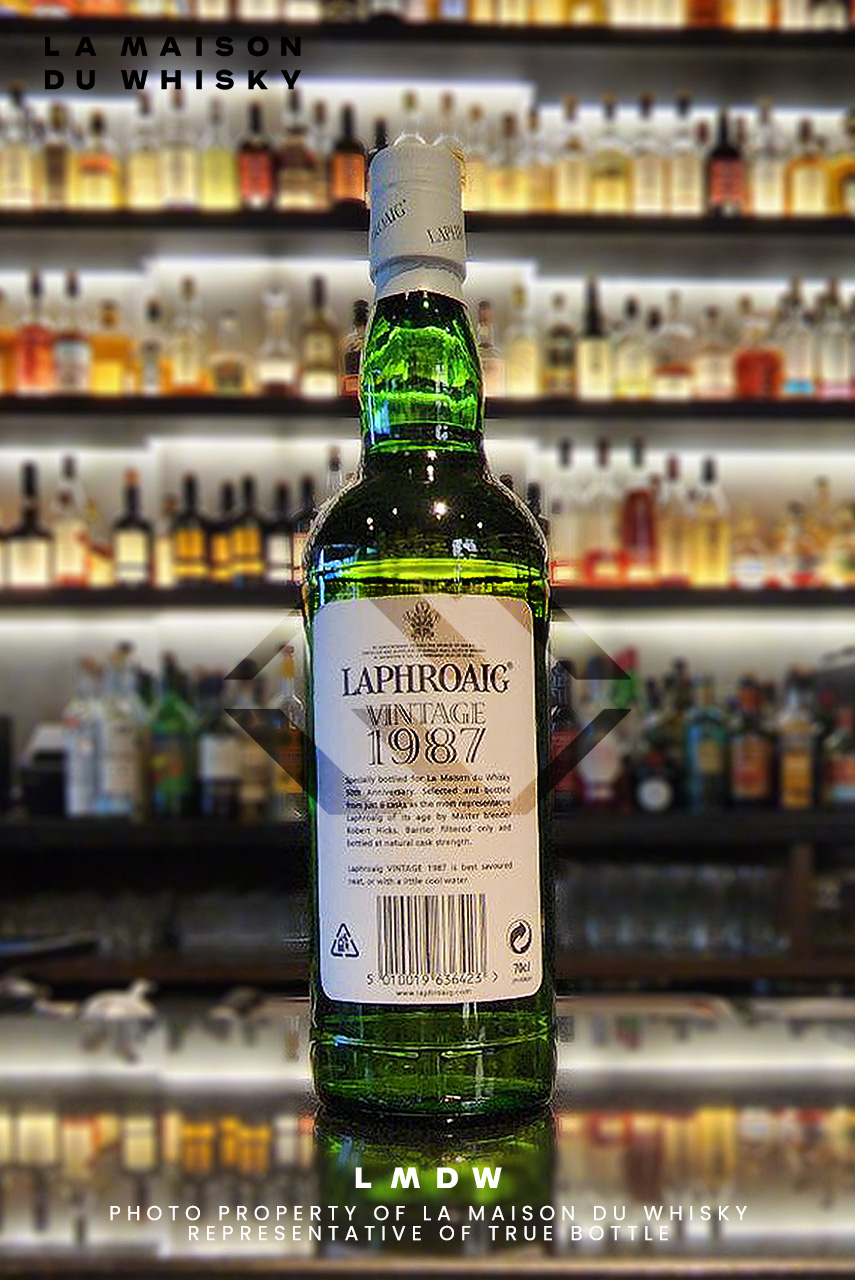 LA MAISON
DU WHISKY
LAPHROAIG
VINTAGE
1987
Specially bottled for La Maison du Whisky
50th Anniversary. Selected and bottled
from just 8 casks as the most representative
Laphroaig of its age by Master blender
Robert Hicks. Barrier filtered only and
bottled at natural cask strength.
Laphroaig VINTAGE 1987 is best savoured
neat, or with a little cool water.
5 010019 636423 >
70cl
www.laphroaig.com
LMDW
PHOTO PROPERTY OF LA MAISON DU WHISKY
REPRESENTATIVE OF TRUE BOTTLE